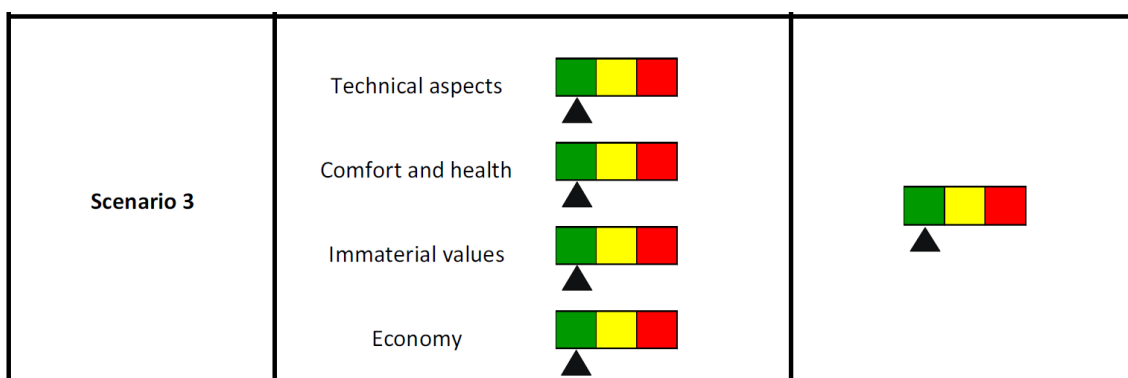 Technical aspects
Comfort and health
Scenario 3
Immaterial values
Economy